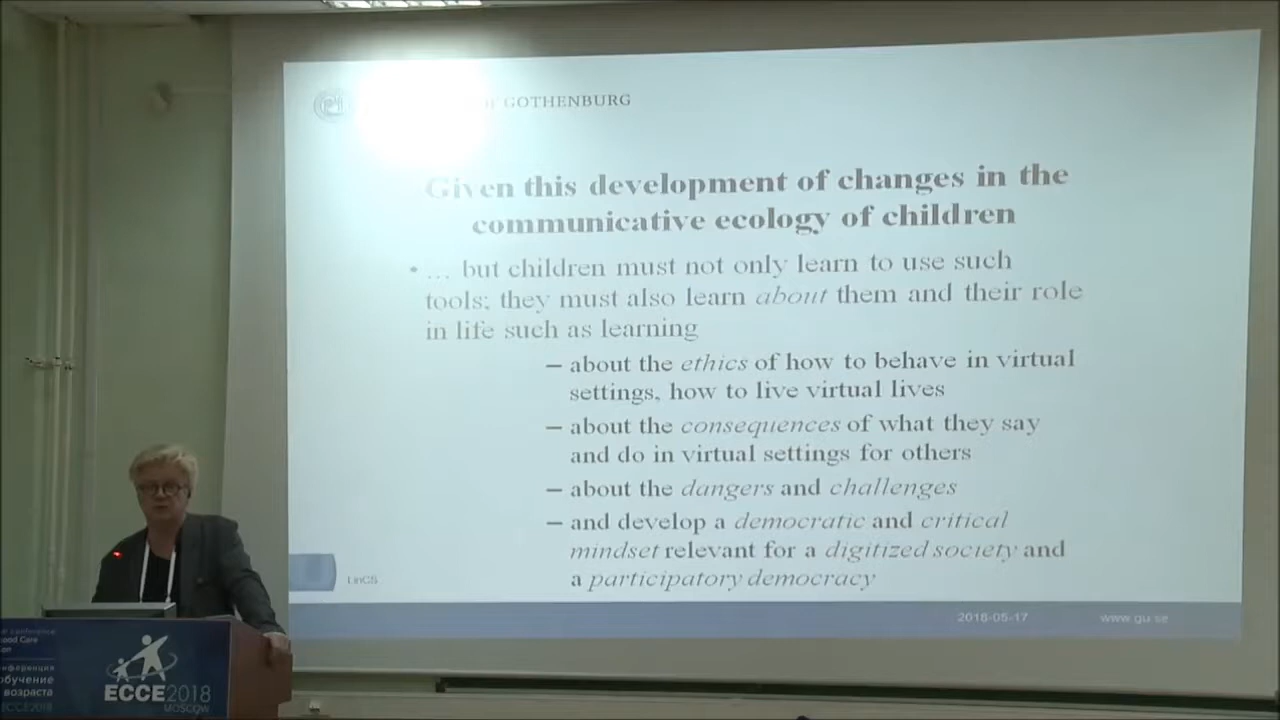 GOTHENBURG
Given this development of changes in the
communicative ecology of children
• … but children must not only learn to use such
tools; they must also learn about them and their role
in life such as learning
– about the ethics of how to behave in virtual
settings, how to live virtual lives
– about the consequences of what they say
and do in virtual settings for others
– about the dangers and challenges
– and develop a democratic and critical
mindset relevant for a digitized society and
a participatory democracy
LinCS
2018-05-17
www.gu.se
conference
Care
ECCE2018
MOSCOW
обучение
возраста
ECCE2018